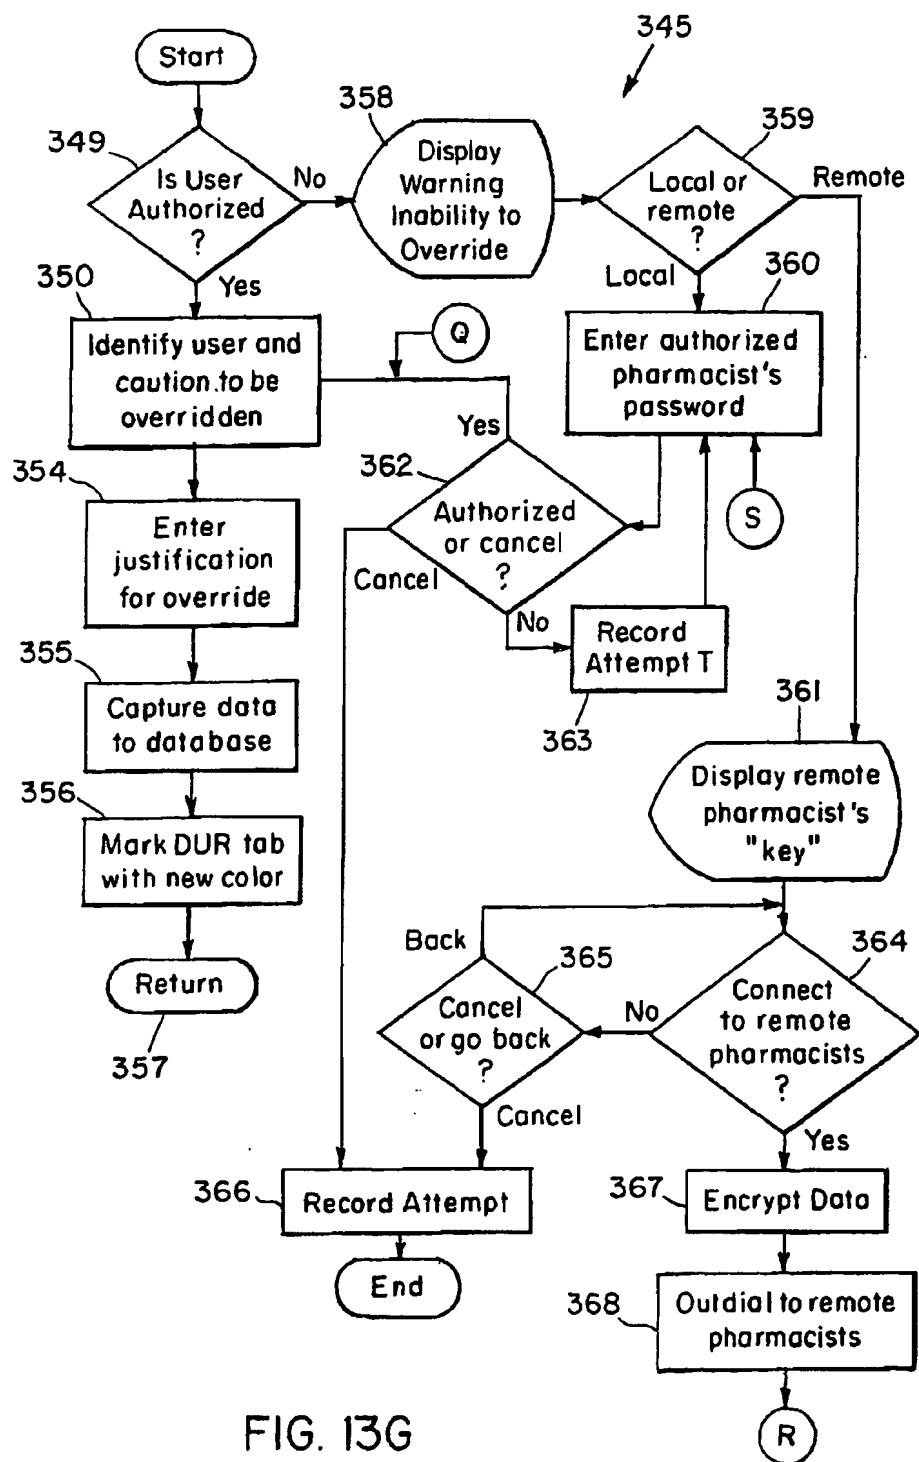 345
Start
349
Is User
Authorized
?
No
Yes
358
Display
Warning
Inability to
Override
359
Local or
remote
?
Remote
Local
350
Identify user and
caution to be
overridden
Q
360
Enter authorized
pharmacist's
password
S
354
Enter
justification
for override
362
Authorized
or cancel
?
Yes
Cancel
No
Record
Attempt T
363
355
Capture data
to database
356
Mark DUR tab
with new color
Return
357
361
Display remote
pharmacist's
"key"
Back
365
Cancel
or go back
?
Cancel
364
Connect
to remote
pharmacists
?
No
Yes
366
Record Attempt
End
367
Encrypt Data
368
Outdial to remote
pharmacists
R
FIG. 13G